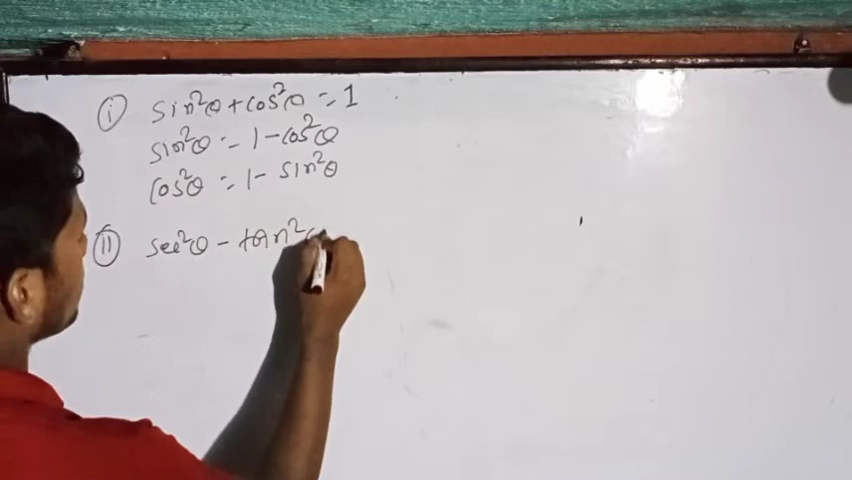 (i) sin²θ + cos²θ = 1
sin²θ = 1 - cos²θ
cos²θ = 1 - sin²θ
(ii) sec²θ - tan²